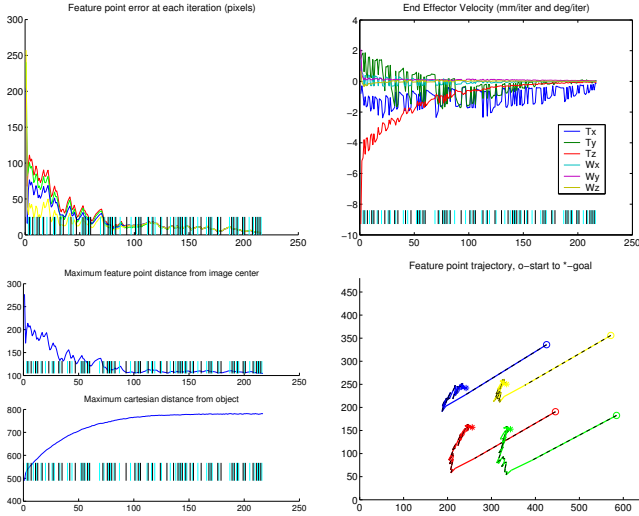 Feature point error at each iteration (pixels)
300
250
200
150
100
50
0
0 50 100 150 200 250
End Effector Velocity (mm/iter and deg/iter)
4
2
0
−2
−4
−6
−8
−10
0 50 100 150 200 250
Tx
Ty
Tz
Wx
Wy
Wz
Maximum feature point distance from image center
300
250
200
150
100
0 50 100 150 200 250
Maximum cartesian distance from object
800
700
600
500
400
0 50 100 150 200 250
Feature point trajectory, o−start to *−goal
450
400
350
300
250
200
150
100
50
0
0 100 200 300 400 500 600